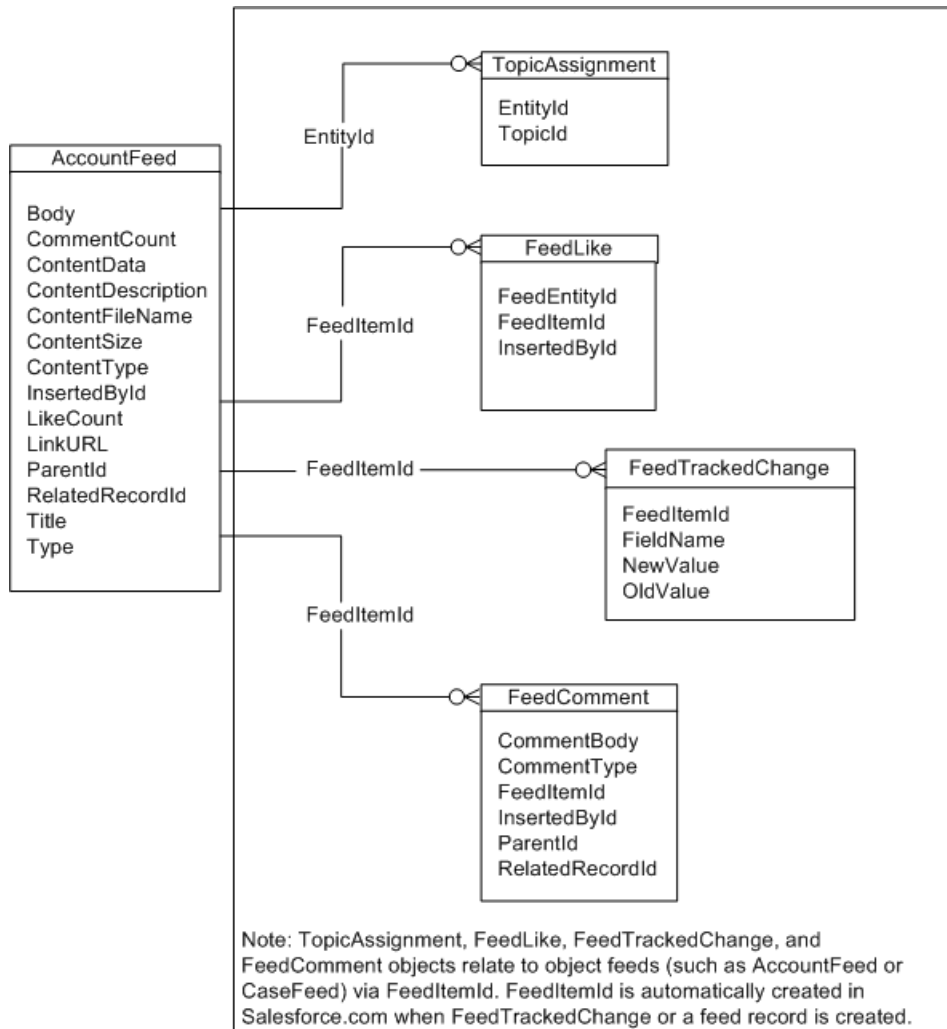 AccountFeed
Body
CommentCount
ContentData
ContentDescription
ContentFileName
ContentSize
ContentType
InsertedById
LikeCount
LinkURL
ParentId
RelatedRecordId
Title
Type
EntityId
TopicAssignment
EntityId
TopicId
FeedItemId
FeedLike
FeedEntityId
FeedItemId
InsertedById
FeedItemId
FeedTrackedChange
FeedItemId
FieldName
NewValue
OldValue
FeedItemId
FeedComment
CommentBody
CommentType
FeedItemId
InsertedById
ParentId
RelatedRecordId
Note: TopicAssignment, FeedLike, FeedTrackedChange, and
FeedComment objects relate to object feeds (such as AccountFeed or
CaseFeed) via FeedItemId. FeedItemId is automatically created in
Salesforce.com when FeedTrackedChange or a feed record is created.